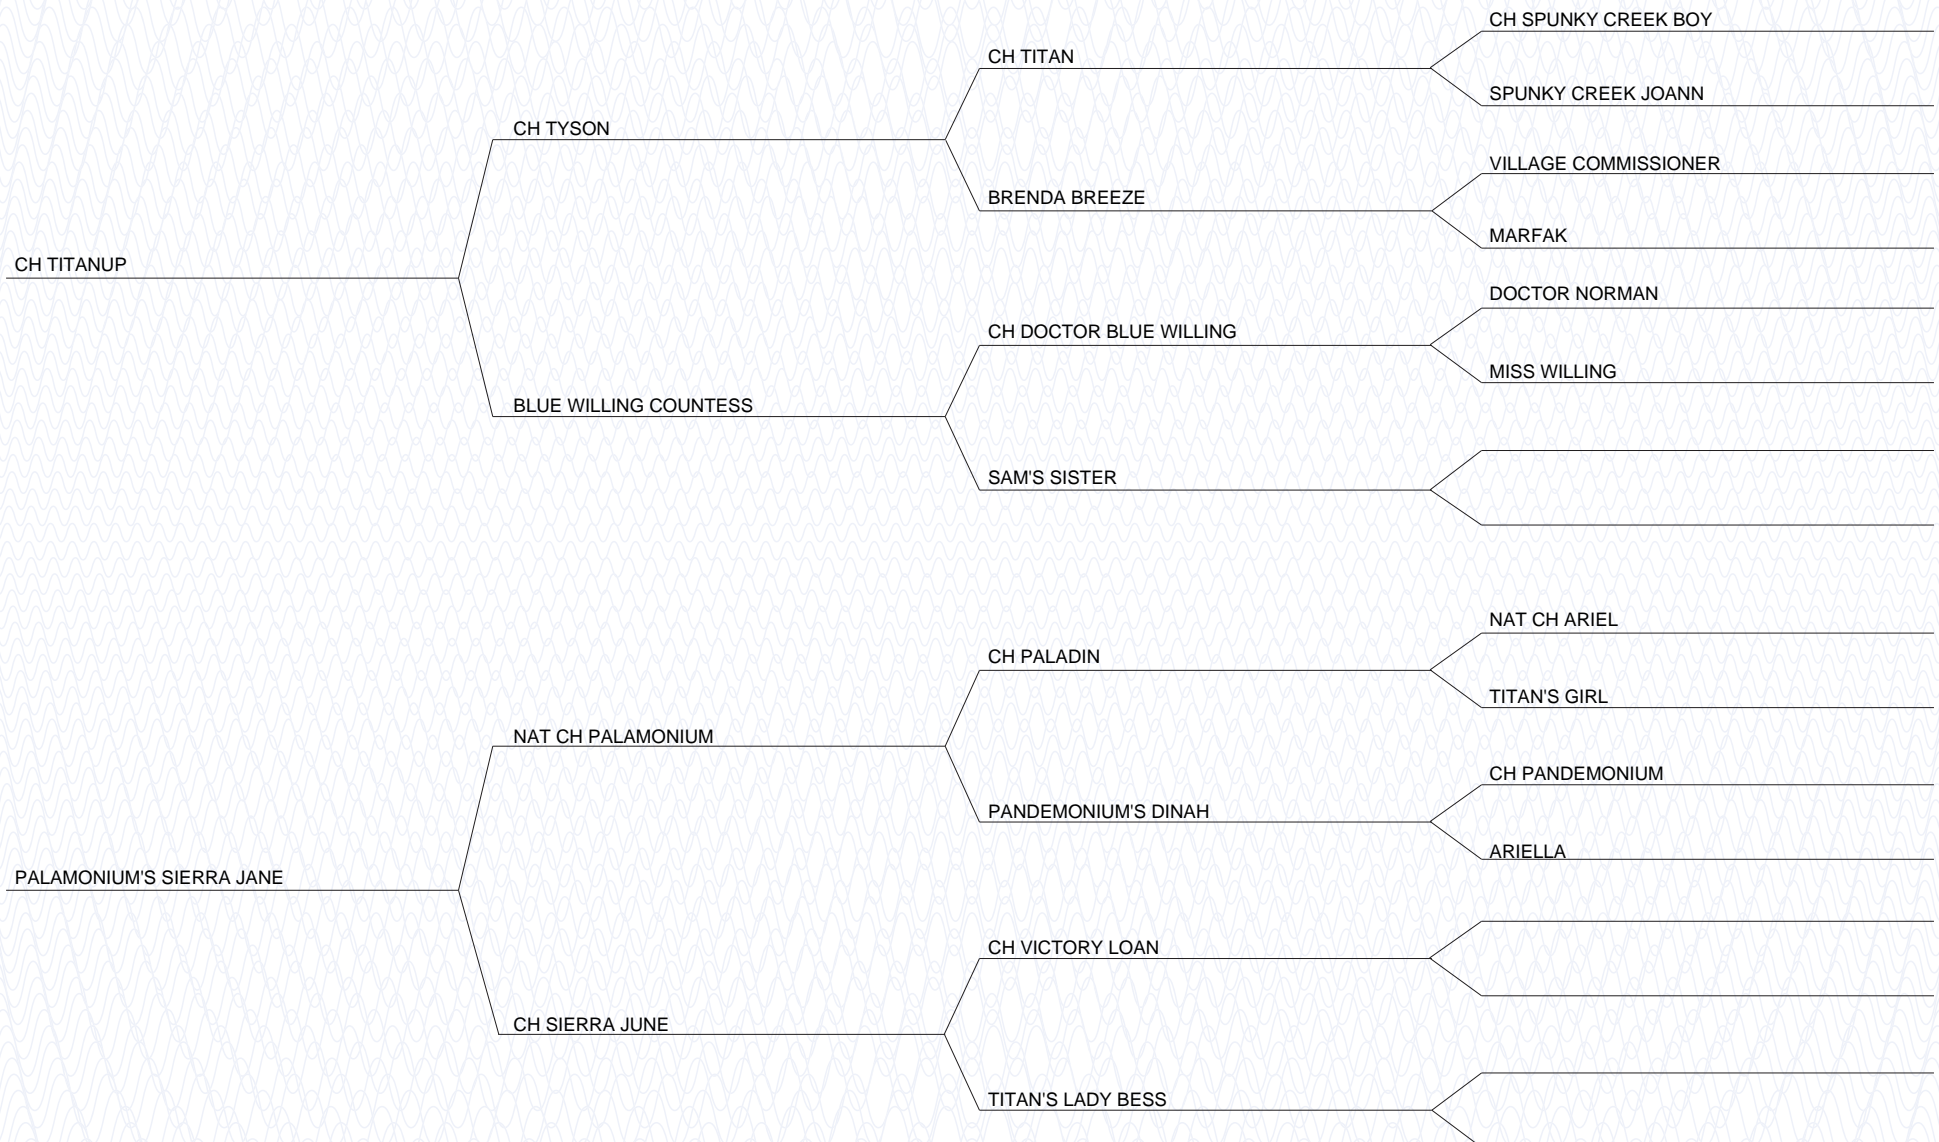 CH SPUNKY CREEK BOY
CH TITAN
SPUNKY CREEK JOANN
CH TYSON
VILLAGE COMMISSIONER
BRENDA BREEZE
MARFAK
CH TITANUP
DOCTOR NORMAN
CH DOCTOR BLUE WILLING
MISS WILLING
BLUE WILLING COUNTESS
SAM'S SISTER
NAT CH ARIEL
CH PALADIN
TITAN'S GIRL
NAT CH PALAMONIUM
CH PANDEMONIUM
PANDEMONIUM'S DINAH
ARIELLA
PALAMONIUM'S SIERRA JANE
CH VICTORY LOAN
CH SIERRA JUNE
TITAN'S LADY BESS